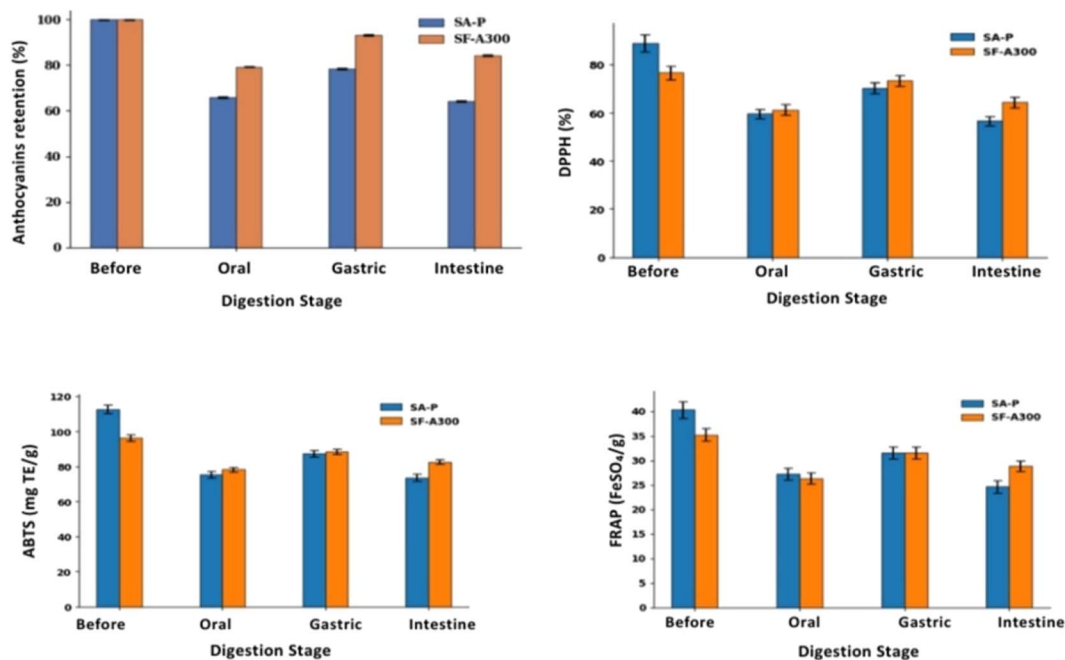 Anthocyanins retention (%)
100
80
60
40
20
0
SA-P
SF-A300
Before Oral Gastric Intestine
Digestion Stage
DPPH (%)
80
60
40
20
0
SA-P
SF-A300
Before Oral Gastric Intestine
Digestion Stage
ABTS (mg TE/g)
120
100
80
60
40
20
0
SA-P
SF-A300
Before Oral Gastric Intestine
Digestion Stage
FRAP (FeSO₄/g)
40
35
30
25
20
15
10
5
0
SA-P
SF-A300
Before Oral Gastric Intestine
Digestion Stage